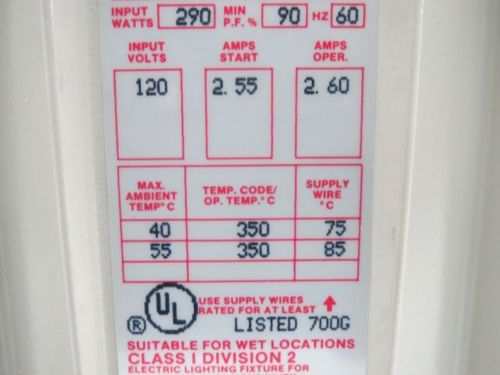 INPUT WATTS 290 MIN P.F. % 90 HZ 60
INPUT VOLTS AMPS START AMPS OPER.
120 2.55 2.60
MAX. AMBIENT TEMP°C TEMP. CODE/ OP. TEMP.°C SUPPLY WIRE °C
40 350 75
55 350 85
UL ® USE SUPPLY WIRES
RATED FOR AT LEAST ↑
LISTED 700G
SUITABLE FOR WET LOCATIONS
CLASS I DIVISION 2
ELECTRIC LIGHTING FIXTURE FOR